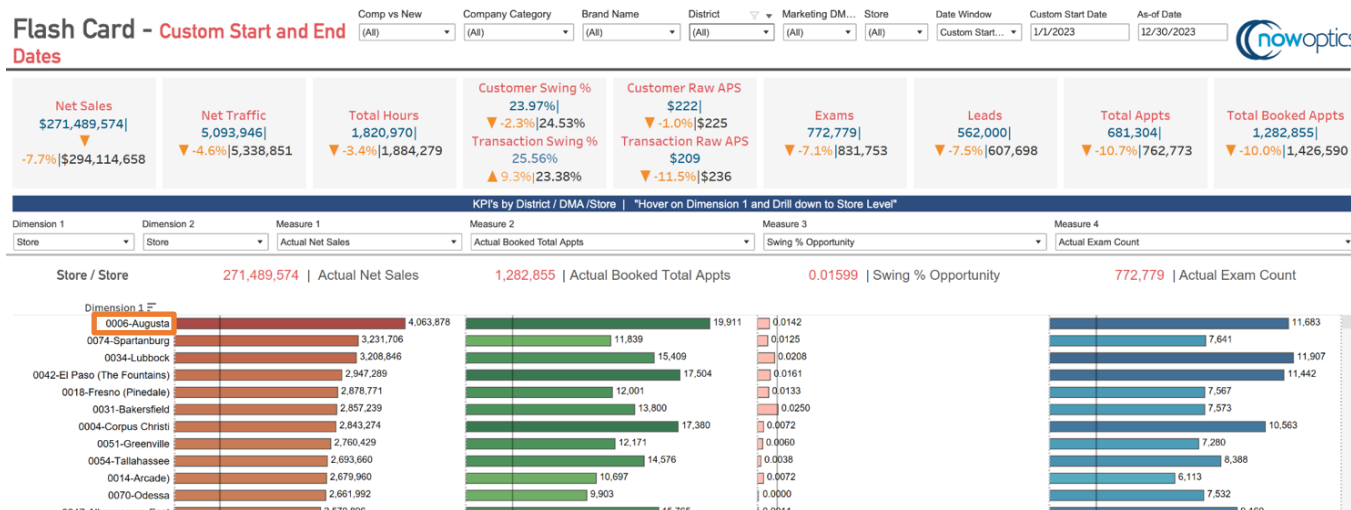 Flash Card - Custom Start and End Dates
Comp vs New
(All)
Company Category
(All)
Brand Name
(All)
District
(All)
Marketing DM...
(All)
Store
(All)
Date Window
Custom Start...
Custom Start Date
1/1/2023
As-of Date
12/30/2023
nowoptics
Net Sales
$271,489,574|
▼
-7.7%|$294,114,658
Net Traffic
5,093,946|
▼ -4.6%|5,338,851
Total Hours
1,820,970|
▼ -3.4%|1,884,279
Customer Swing %
23.97%|
▼ -2.3%|24.53%
Transaction Swing %
25.56%
▲ 9.3%|23.38%
Customer Raw APS
$222|
▼ -1.0%|$225
Transaction Raw APS
$209
▼ -11.5%|$236
Exams
772,779|
▼ -7.1%|831,753
Leads
562,000|
▼ -7.5%|607,698
Total Appts
681,304|
▼ -10.7%|762,773
Total Booked Appts
1,282,855|
▼ -10.0%|1,426,590
KPI's by District / DMA /Store | "Hover on Dimension 1 and Drill down to Store Level"
Dimension 1
Store
Dimension 2
Store
Measure 1
Actual Net Sales
Measure 2
Actual Booked Total Appts
Measure 3
Swing % Opportunity
Measure 4
Actual Exam Count
Store / Store 271,489,574 | Actual Net Sales 1,282,855 | Actual Booked Total Appts 0.01599 | Swing % Opportunity 772,779 | Actual Exam Count
Dimension 1
0006-Augusta 4,063,878 19,911 0.0142 11,683
0074-Spartanburg 3,231,706 11,839 0.0125 7,641
0034-Lubbock 3,208,846 15,409 0.0208 11,907
0042-El Paso (The Fountains) 2,947,289 17,504 0.0161 11,442
0018-Fresno (Pinedale) 2,878,771 12,001 0.0133 7,567
0031-Bakersfield 2,857,239 13,800 0.0250 7,573
0004-Corpus Christi 2,843,274 17,380 0.0072 10,563
0051-Greenville 2,760,429 12,171 0.0060 7,280
0054-Tallahassee 2,693,660 14,576 0.0038 8,388
0014-Arcade) 2,679,960 10,697 0.0072 6,113
0070-Odessa 2,661,992 9,903 0.0000 7,532